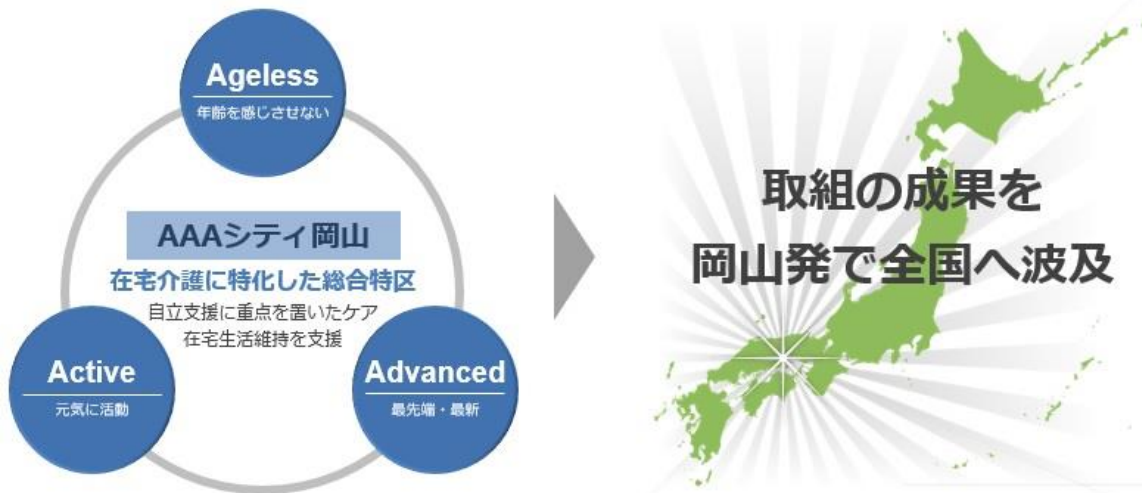 Ageless
年齢を感じさせない
AAAシティ岡山
在宅介護に特化した総合特区
自立支援に重点を置いたケア
在宅生活維持を支援
Active
元気に活動
Advanced
最先端・最新
取組の成果を
岡山発で全国へ波及